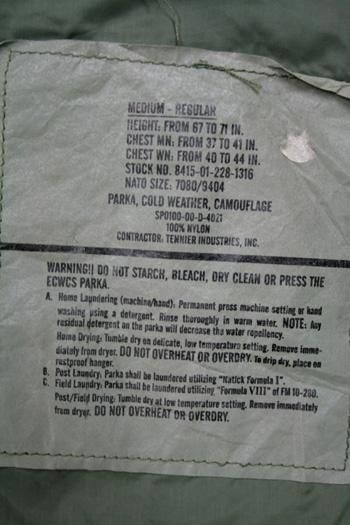 MEDIUM - REGULAR
HEIGHT: FROM 67 TO 71 IN.
CHEST MN: FROM 37 TO 41 IN.
CHEST WN: FROM 40 TO 44 IN.
STOCK NO. 8415-01-228-1316
NATO SIZE: 7080/9404
PARKA, COLD WEATHER, CAMOUFLAGE
SPO100-00-D-4021
100% NYLON
CONTRACTOR: TENNIER INDUSTRIES, INC.
WARNING!! DO NOT STARCH, BLEACH, DRY CLEAN OR PRESS THE
ECWCS PARKA.
A. Home Laundering (machine/hand): Permanent press machine setting or hand
washing using a detergent. Rinse thoroughly in warm water. NOTE: Any
residual detergent on the parka will decrease the water repellency.
Home Drying: Tumble dry on delicate, low temperature setting. Remove imme-
diately from dryer. DO NOT OVERHEAT OR OVERDRY. To drip dry, place on
rustproof hanger.
B. Post Laundry: Parka shall be laundered utilizing "Natick Formula I".
C. Field Laundry: Parka shall be laundered utilizing "Formula VIII" of FM 10-280.
Post/Field Drying: Tumble dry at low temperature setting. Remove immediately
from dryer. DO NOT OVERHEAT OR OVERDRY.